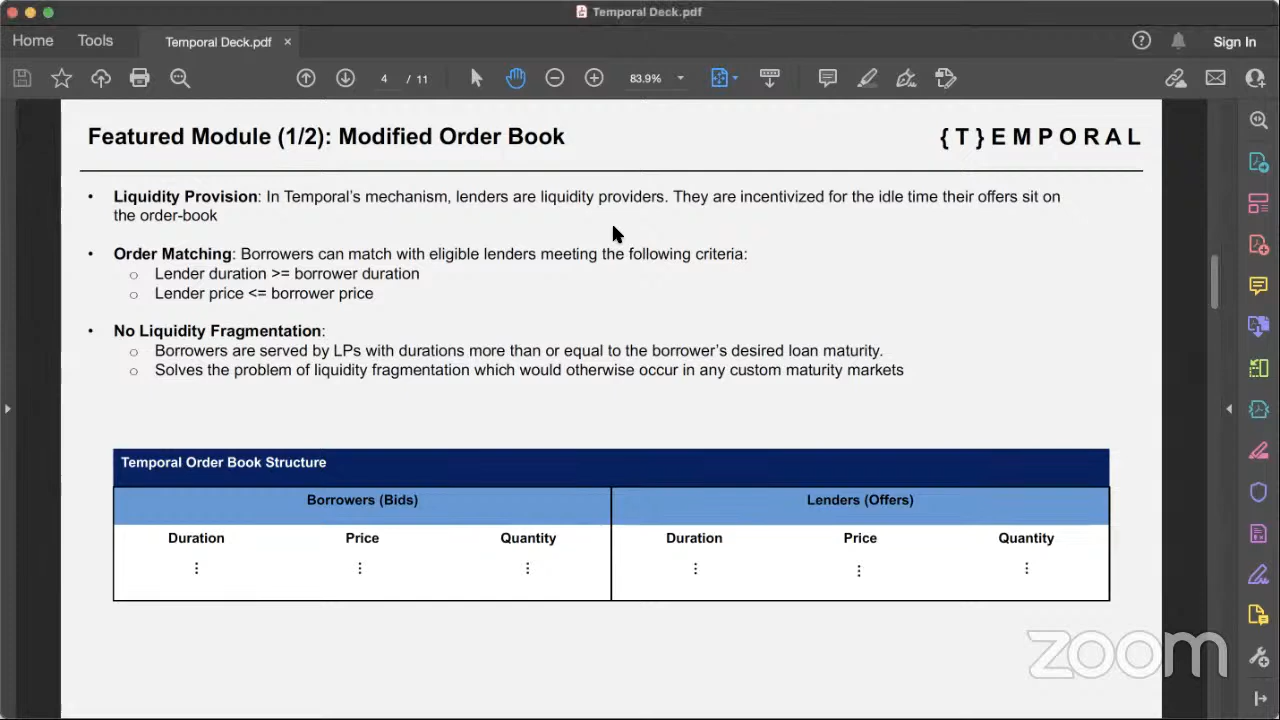 Temporal Deck.pdf
Home Tools Temporal Deck.pdf × Sign In
4 / 11 83.9%
Featured Module (1/2): Modified Order Book {T}EMPORAL
• Liquidity Provision: In Temporal's mechanism, lenders are liquidity providers. They are incentivized for the idle time their offers sit on
the order-book
• Order Matching: Borrowers can match with eligible lenders meeting the following criteria:
○ Lender duration >= borrower duration
○ Lender price <= borrower price
• No Liquidity Fragmentation:
○ Borrowers are served by LPs with durations more than or equal to the borrower's desired loan maturity.
○ Solves the problem of liquidity fragmentation which would otherwise occur in any custom maturity markets
Temporal Order Book Structure
Borrowers (Bids) Lenders (Offers)
Duration Price Quantity Duration Price Quantity
⋮ ⋮ ⋮ ⋮ ⋮ ⋮
zoom